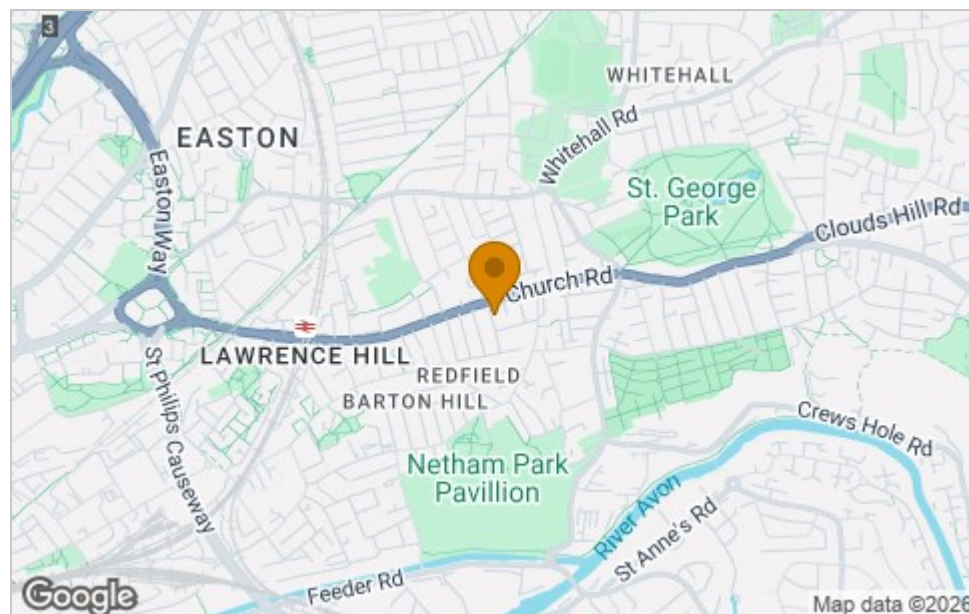 3
WHITEHALL
EASTON
Whitehall Rd
Easton Way
St. George
Park
Clouds Hill Rd
Church Rd
LAWRENCE HILL
REDFIELD
BARTON HILL
St Philips Causeway
Crews Hole Rd
Netham Park
Pavillion
River Avon
St Anne's Rd
Feeder Rd
Google
Map data ©2026